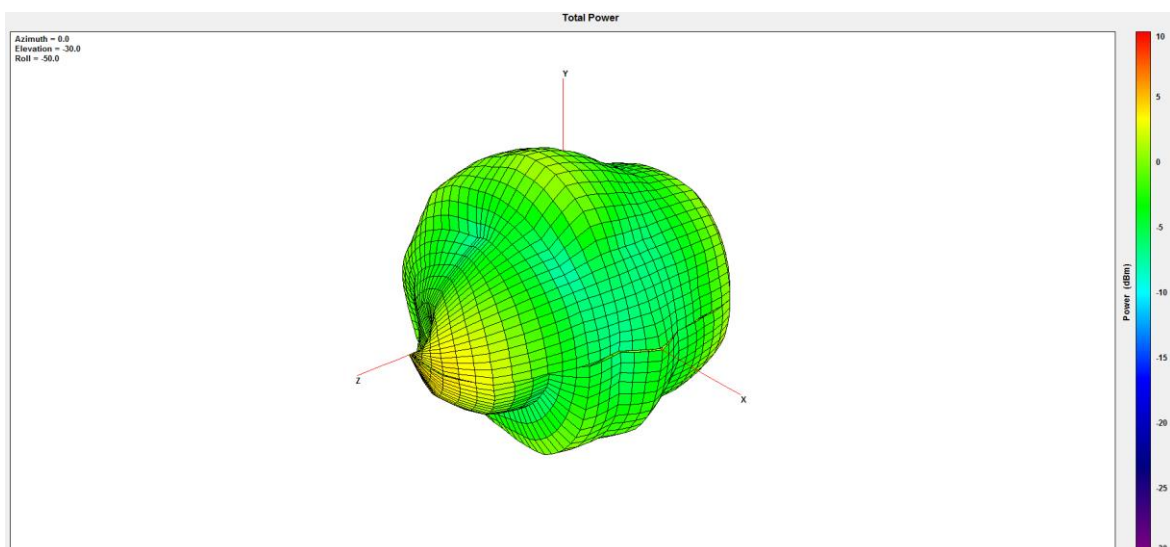 Total Power
Azimuth = 0.0
Elevation = -30.0
Roll = -50.0
Y
Z
X
10
5
0
-5
-10
-15
-20
-25
Power (dBm)